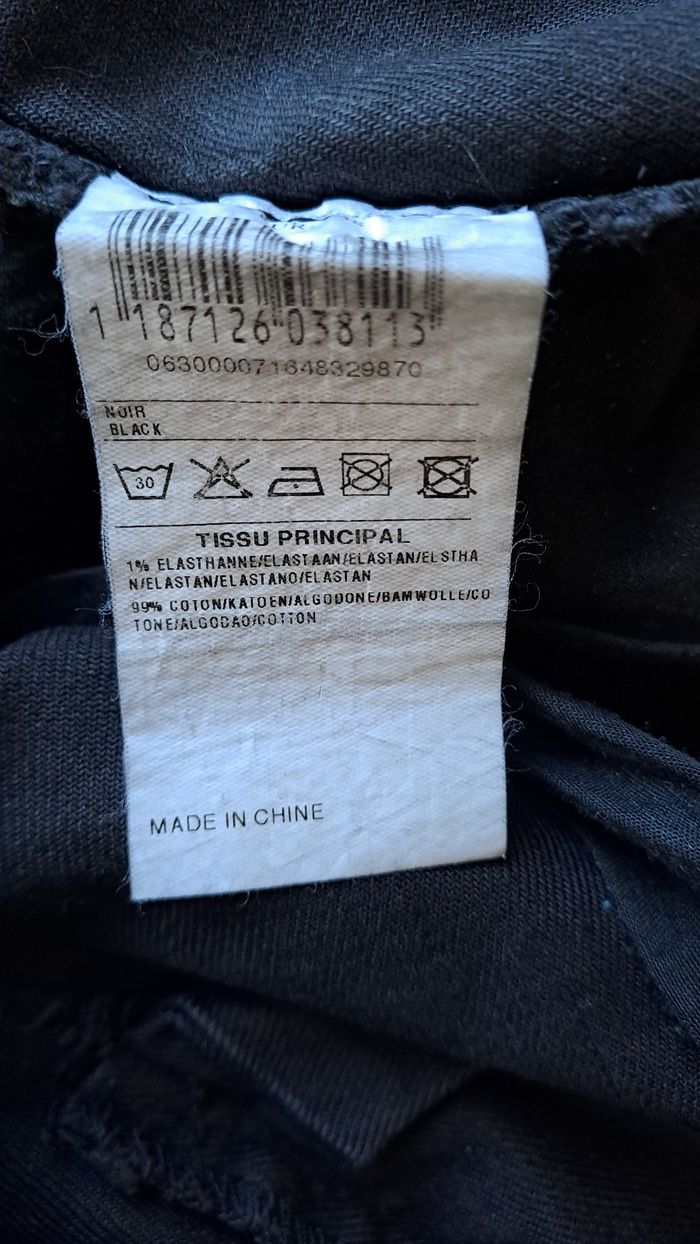 1 187126 038113
063000071648329870
NOIR
BLACK
30
TISSU PRINCIPAL
1% ELASTHANNE/ELASTAAN/ELASTAN/ELSTHA
N/ELASTAN/ELASTANO/ELASTAN
99% COTON/KATOEN/ALGODONE/BAMWOLLE/CO
TONE/ALGODAO/COTTON
MADE IN CHINE